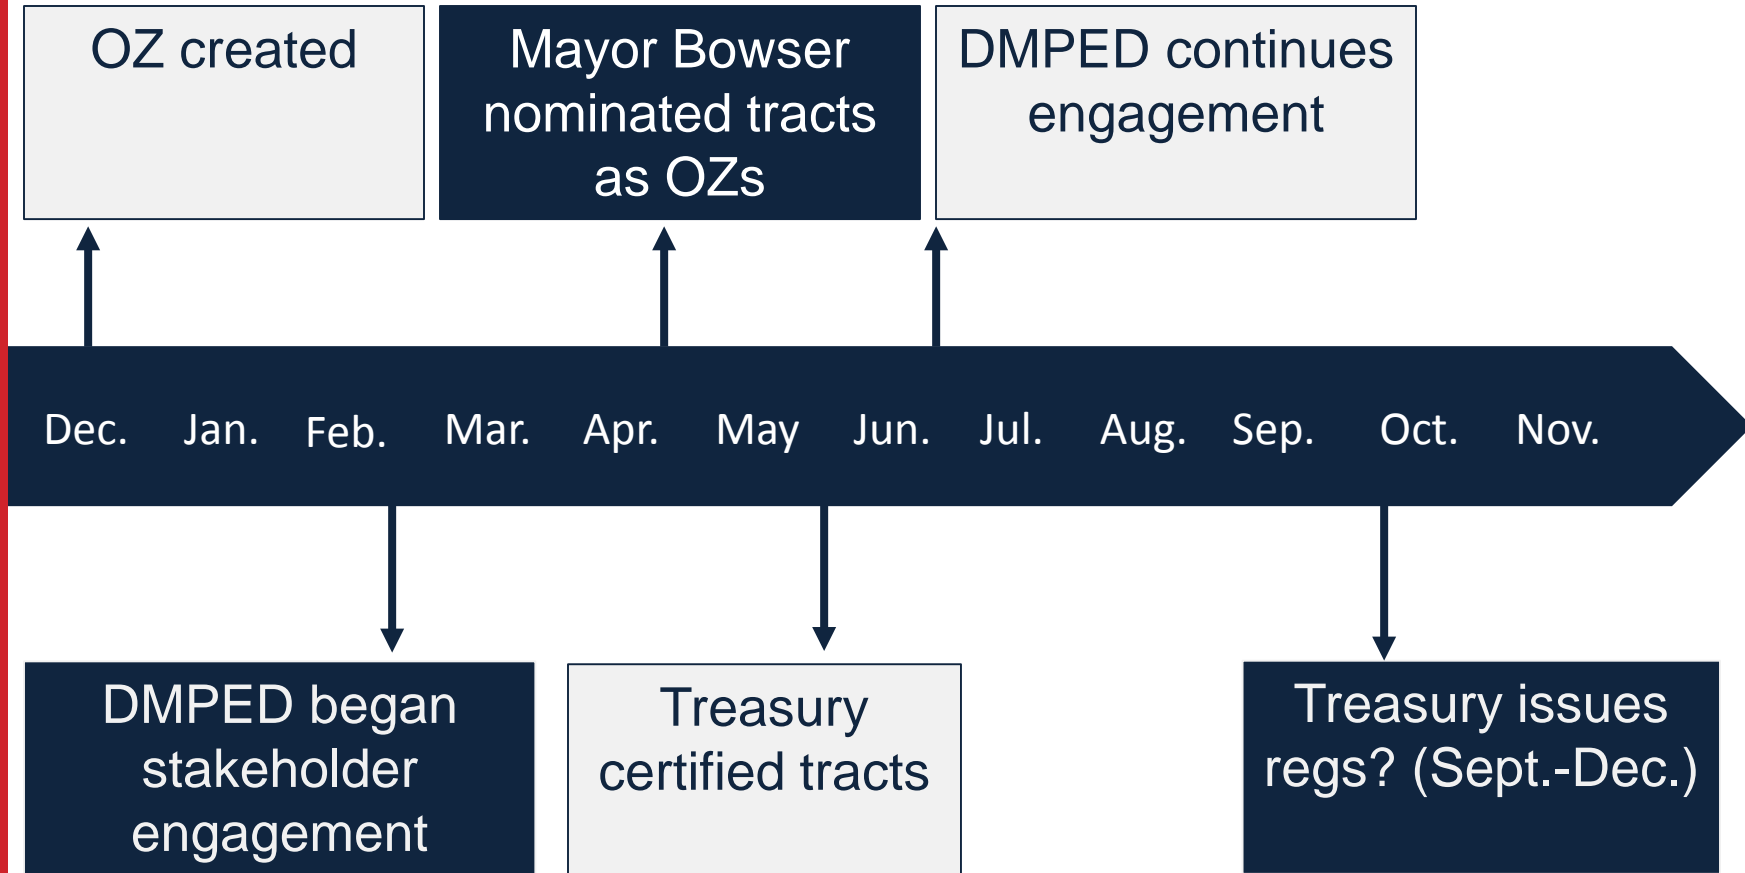 OZ created
Mayor Bowser
nominated tracts
as OZs
DMPED continues
engagement
Dec. Jan. Feb. Mar. Apr. May Jun. Jul. Aug. Sep. Oct. Nov.
DMPED began
stakeholder
engagement
Treasury
certified tracts
Treasury issues
regs? (Sept.-Dec.)